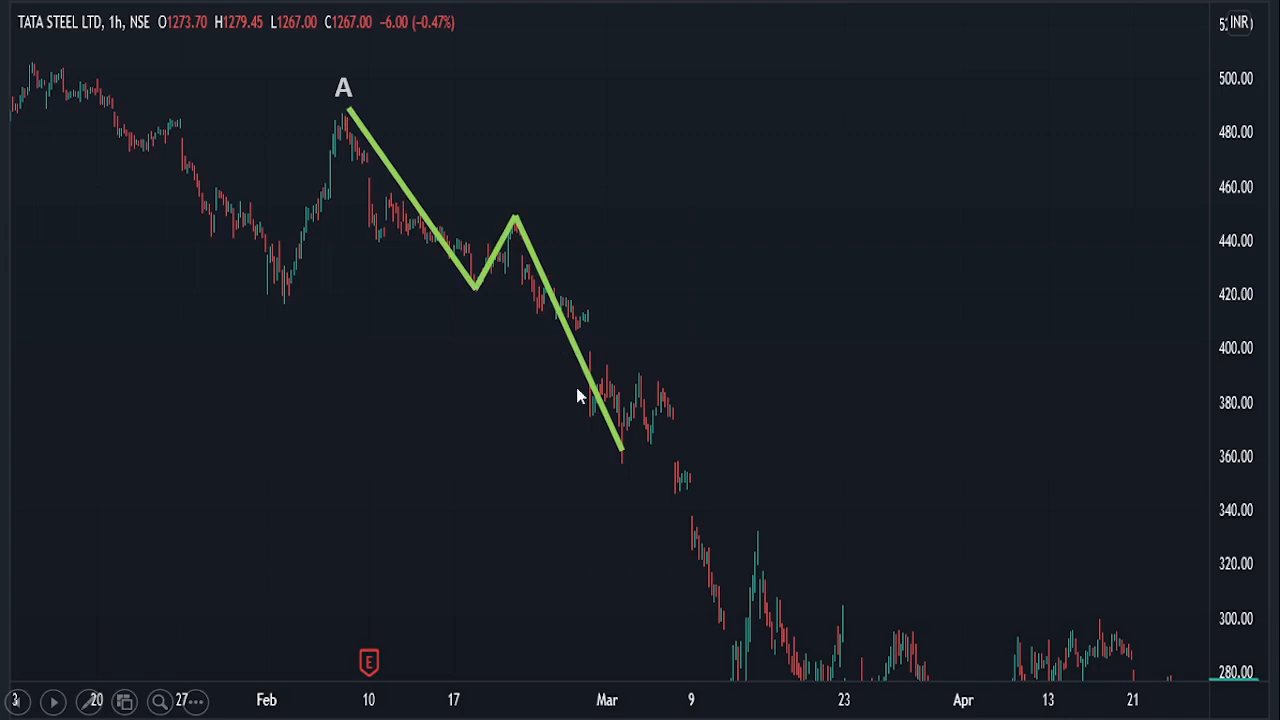 TATA STEEL LTD, 1h, NSE O1273.70 H1279.45 L1267.00 C1267.00 −6.00 (−0.47%)
INR
500.00
A
480.00
460.00
440.00
420.00
400.00
380.00
360.00
340.00
320.00
300.00
E
280.00
3 20 27 Feb 10 17 Mar 9 23 Apr 13 21